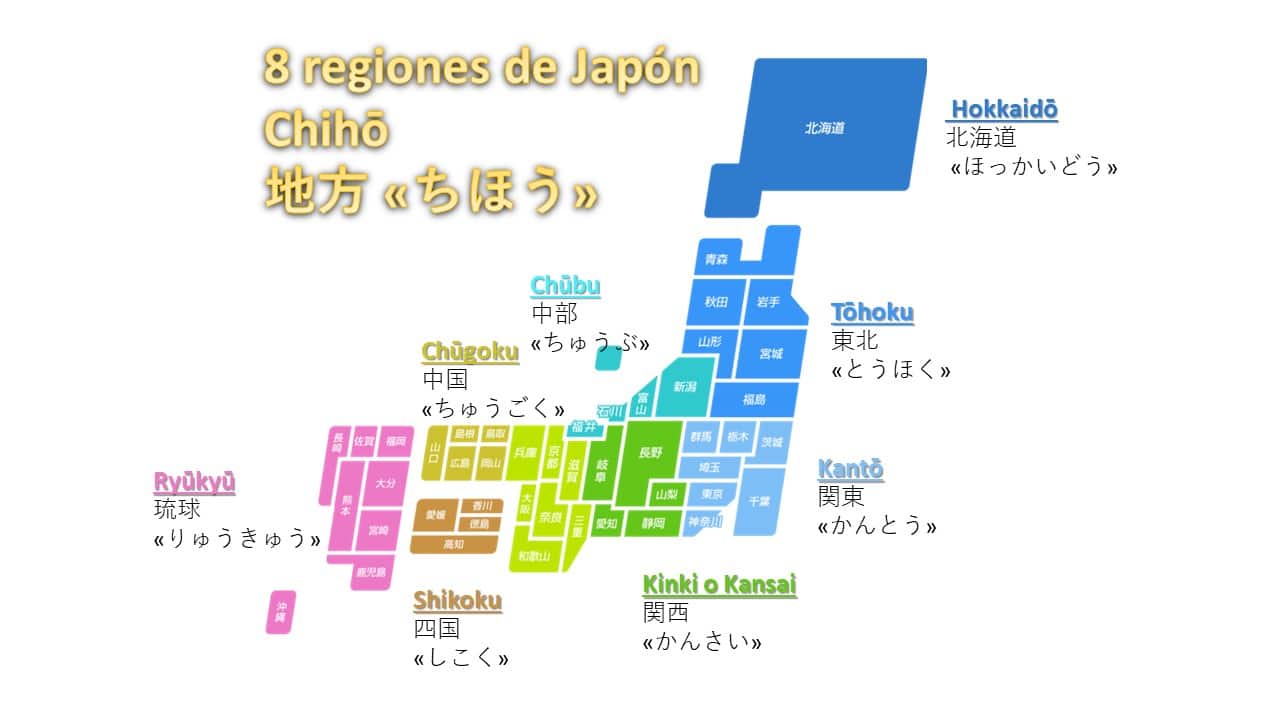 8 regiones de Japón
Chihō
地方 «ちほう»
北海道
Hokkaidō
北海道
«ほっかいどう»
青森
秋田
岩手
山形
宮城
福島
Tōhoku
東北
«とうほく»
Chūbu
中部
«ちゅうぶ»
新潟
富山
石川
福井
Chūgoku
中国
«ちゅうごく»
山口
島根
鳥取
広島
岡山
兵庫
京都
滋賀
大阪
奈良
三重
和歌山
岐阜
長野
山梨
愛知
静岡
群馬
栃木
茨城
埼玉
東京
千葉
神奈川
Kantō
関東
«かんとう»
長崎
佐賀
福岡
熊本
大分
宮崎
鹿児島
沖縄
Ryūkyū
琉球
«りゅうきゅう»
愛媛
香川
徳島
高知
Shikoku
四国
«しこく»
Kinki o Kansai
関西
«かんさい»